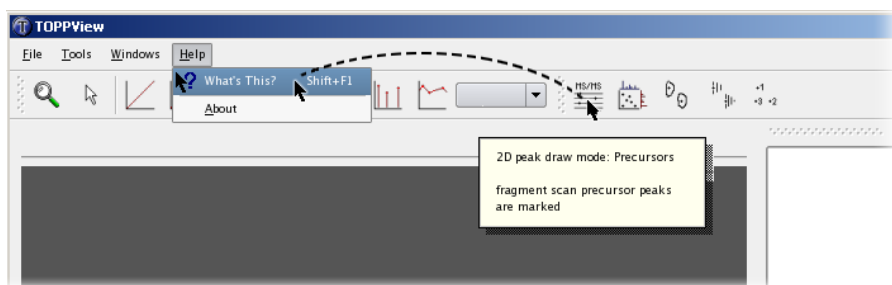 TOPPView
File Tools Windows Help
What's This? Shift+F1
About
MS/MS
+1
+3 +2
2D peak draw mode: Precursors
fragment scan precursor peaks
are marked